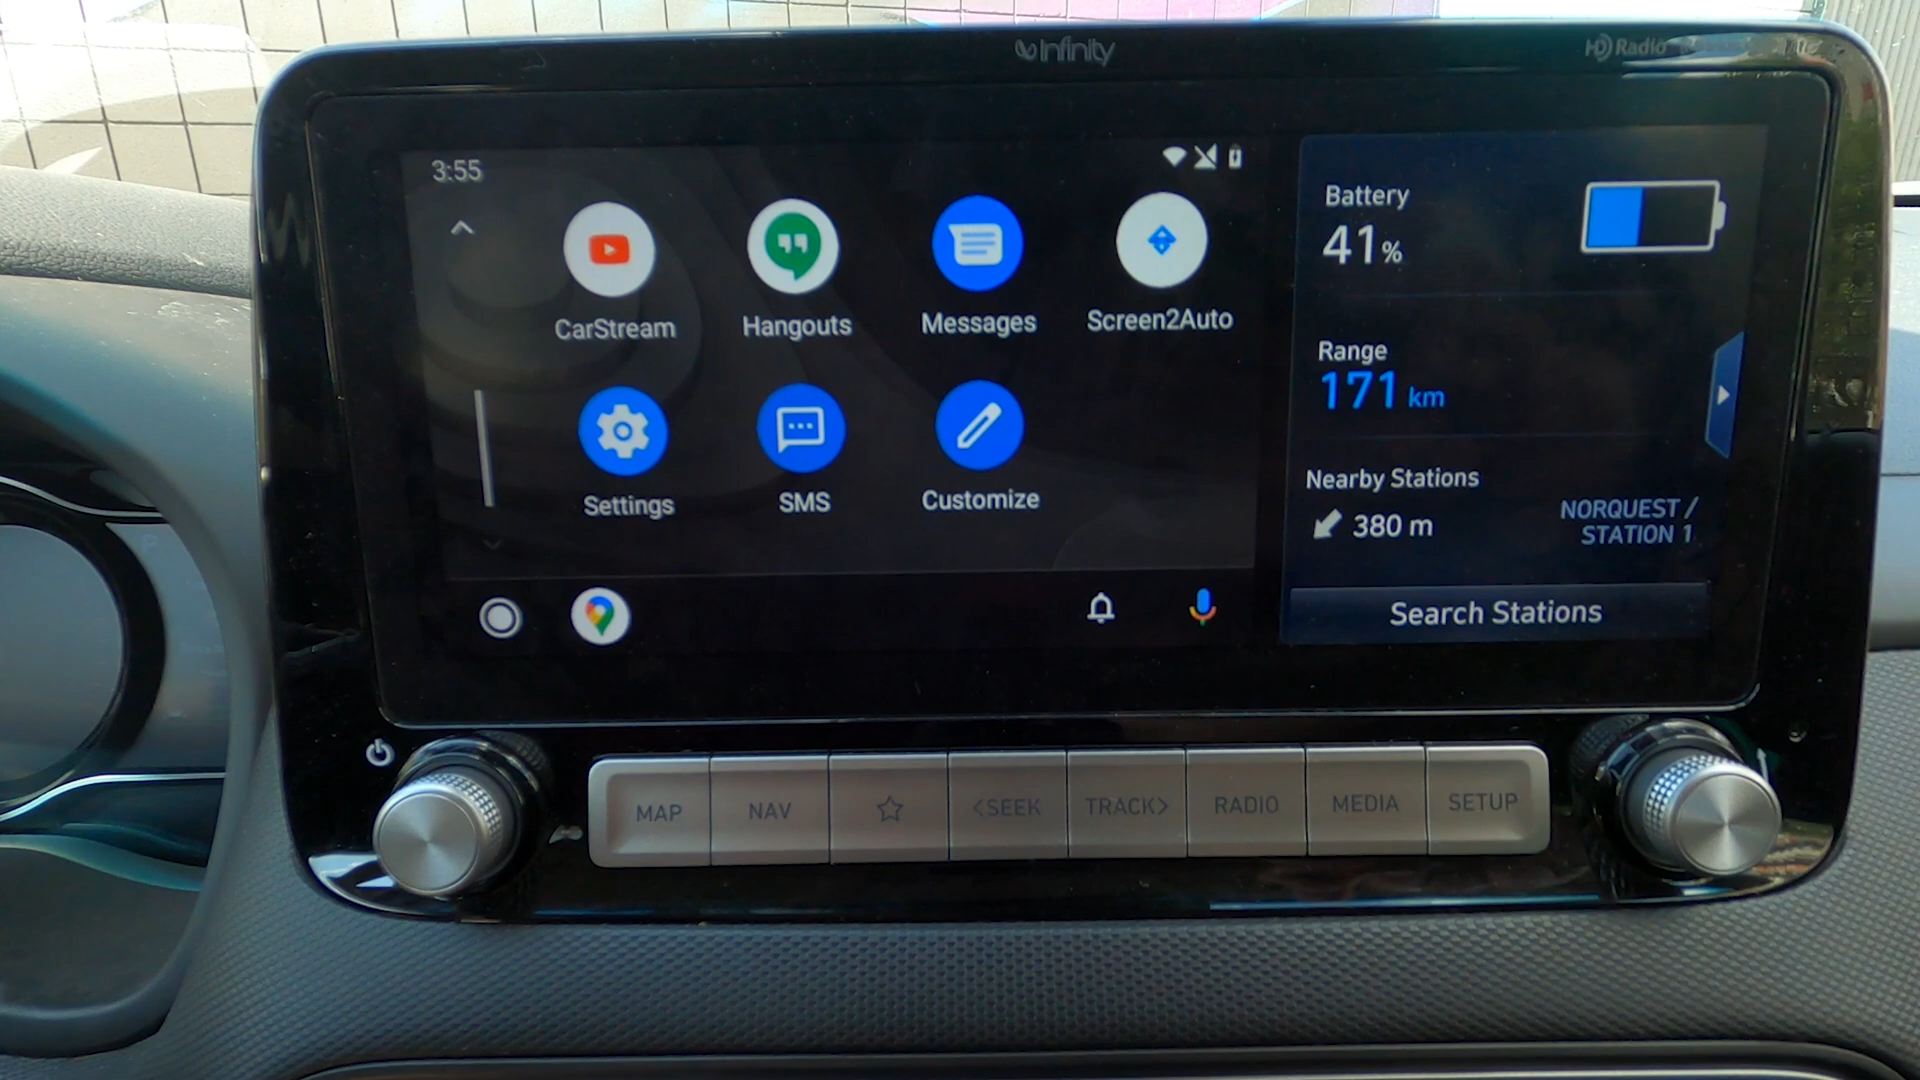 infinity
HD Radio
3:55
CarStream
Hangouts
Messages
Screen2Auto
Settings
SMS
Customize
Battery
41%
Range
171 km
Nearby Stations
380 m
NORQUEST /
STATION 1
Search Stations
MAP
NAV
<SEEK
TRACK>
RADIO
MEDIA
SETUP